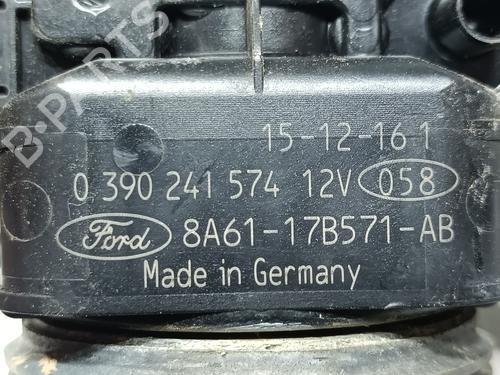 B-PARTS
15-12-16 1
0 390 241 574 12V 058
Ford 8A61-17B571-AB
Made in Germany